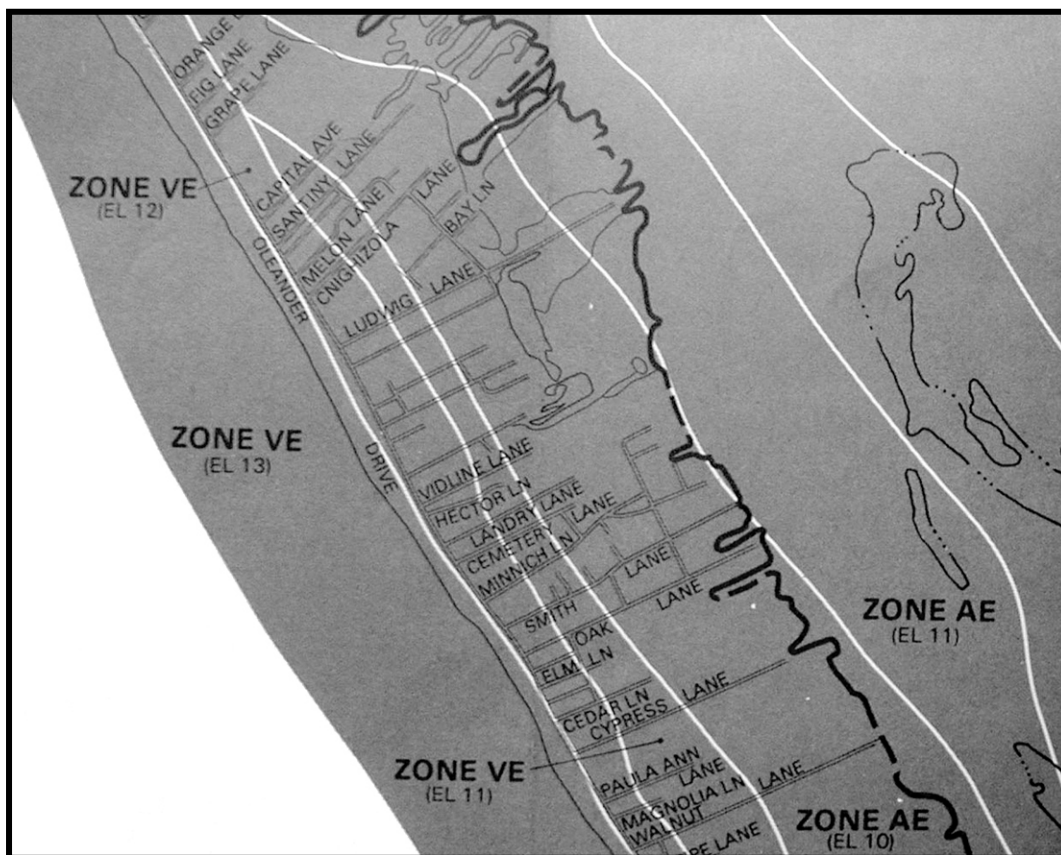 ORANGE
FIG LANE
GRAPE LANE
CAPITAL AVE
SANTINY LANE
MELON LANE
CNIGHIZOLA LANE
BAY LN
LUDWIG LANE
ZONE VE
(EL 12)
OLEANDER DRIVE
ZONE VE
(EL 13)
VIDLINE LANE
HECTOR LN
LANDRY LANE
CEMETERY LANE
MINNICH LN
SMITH LANE
OAK LANE
ELM LN
CEDAR LN
CYPRESS LANE
ZONE AE
(EL 11)
ZONE VE
(EL 11)
PAULA ANN LANE
MAGNOLIA LN
WALNUT LANE
LANE
ZONE AE
(EL 10)